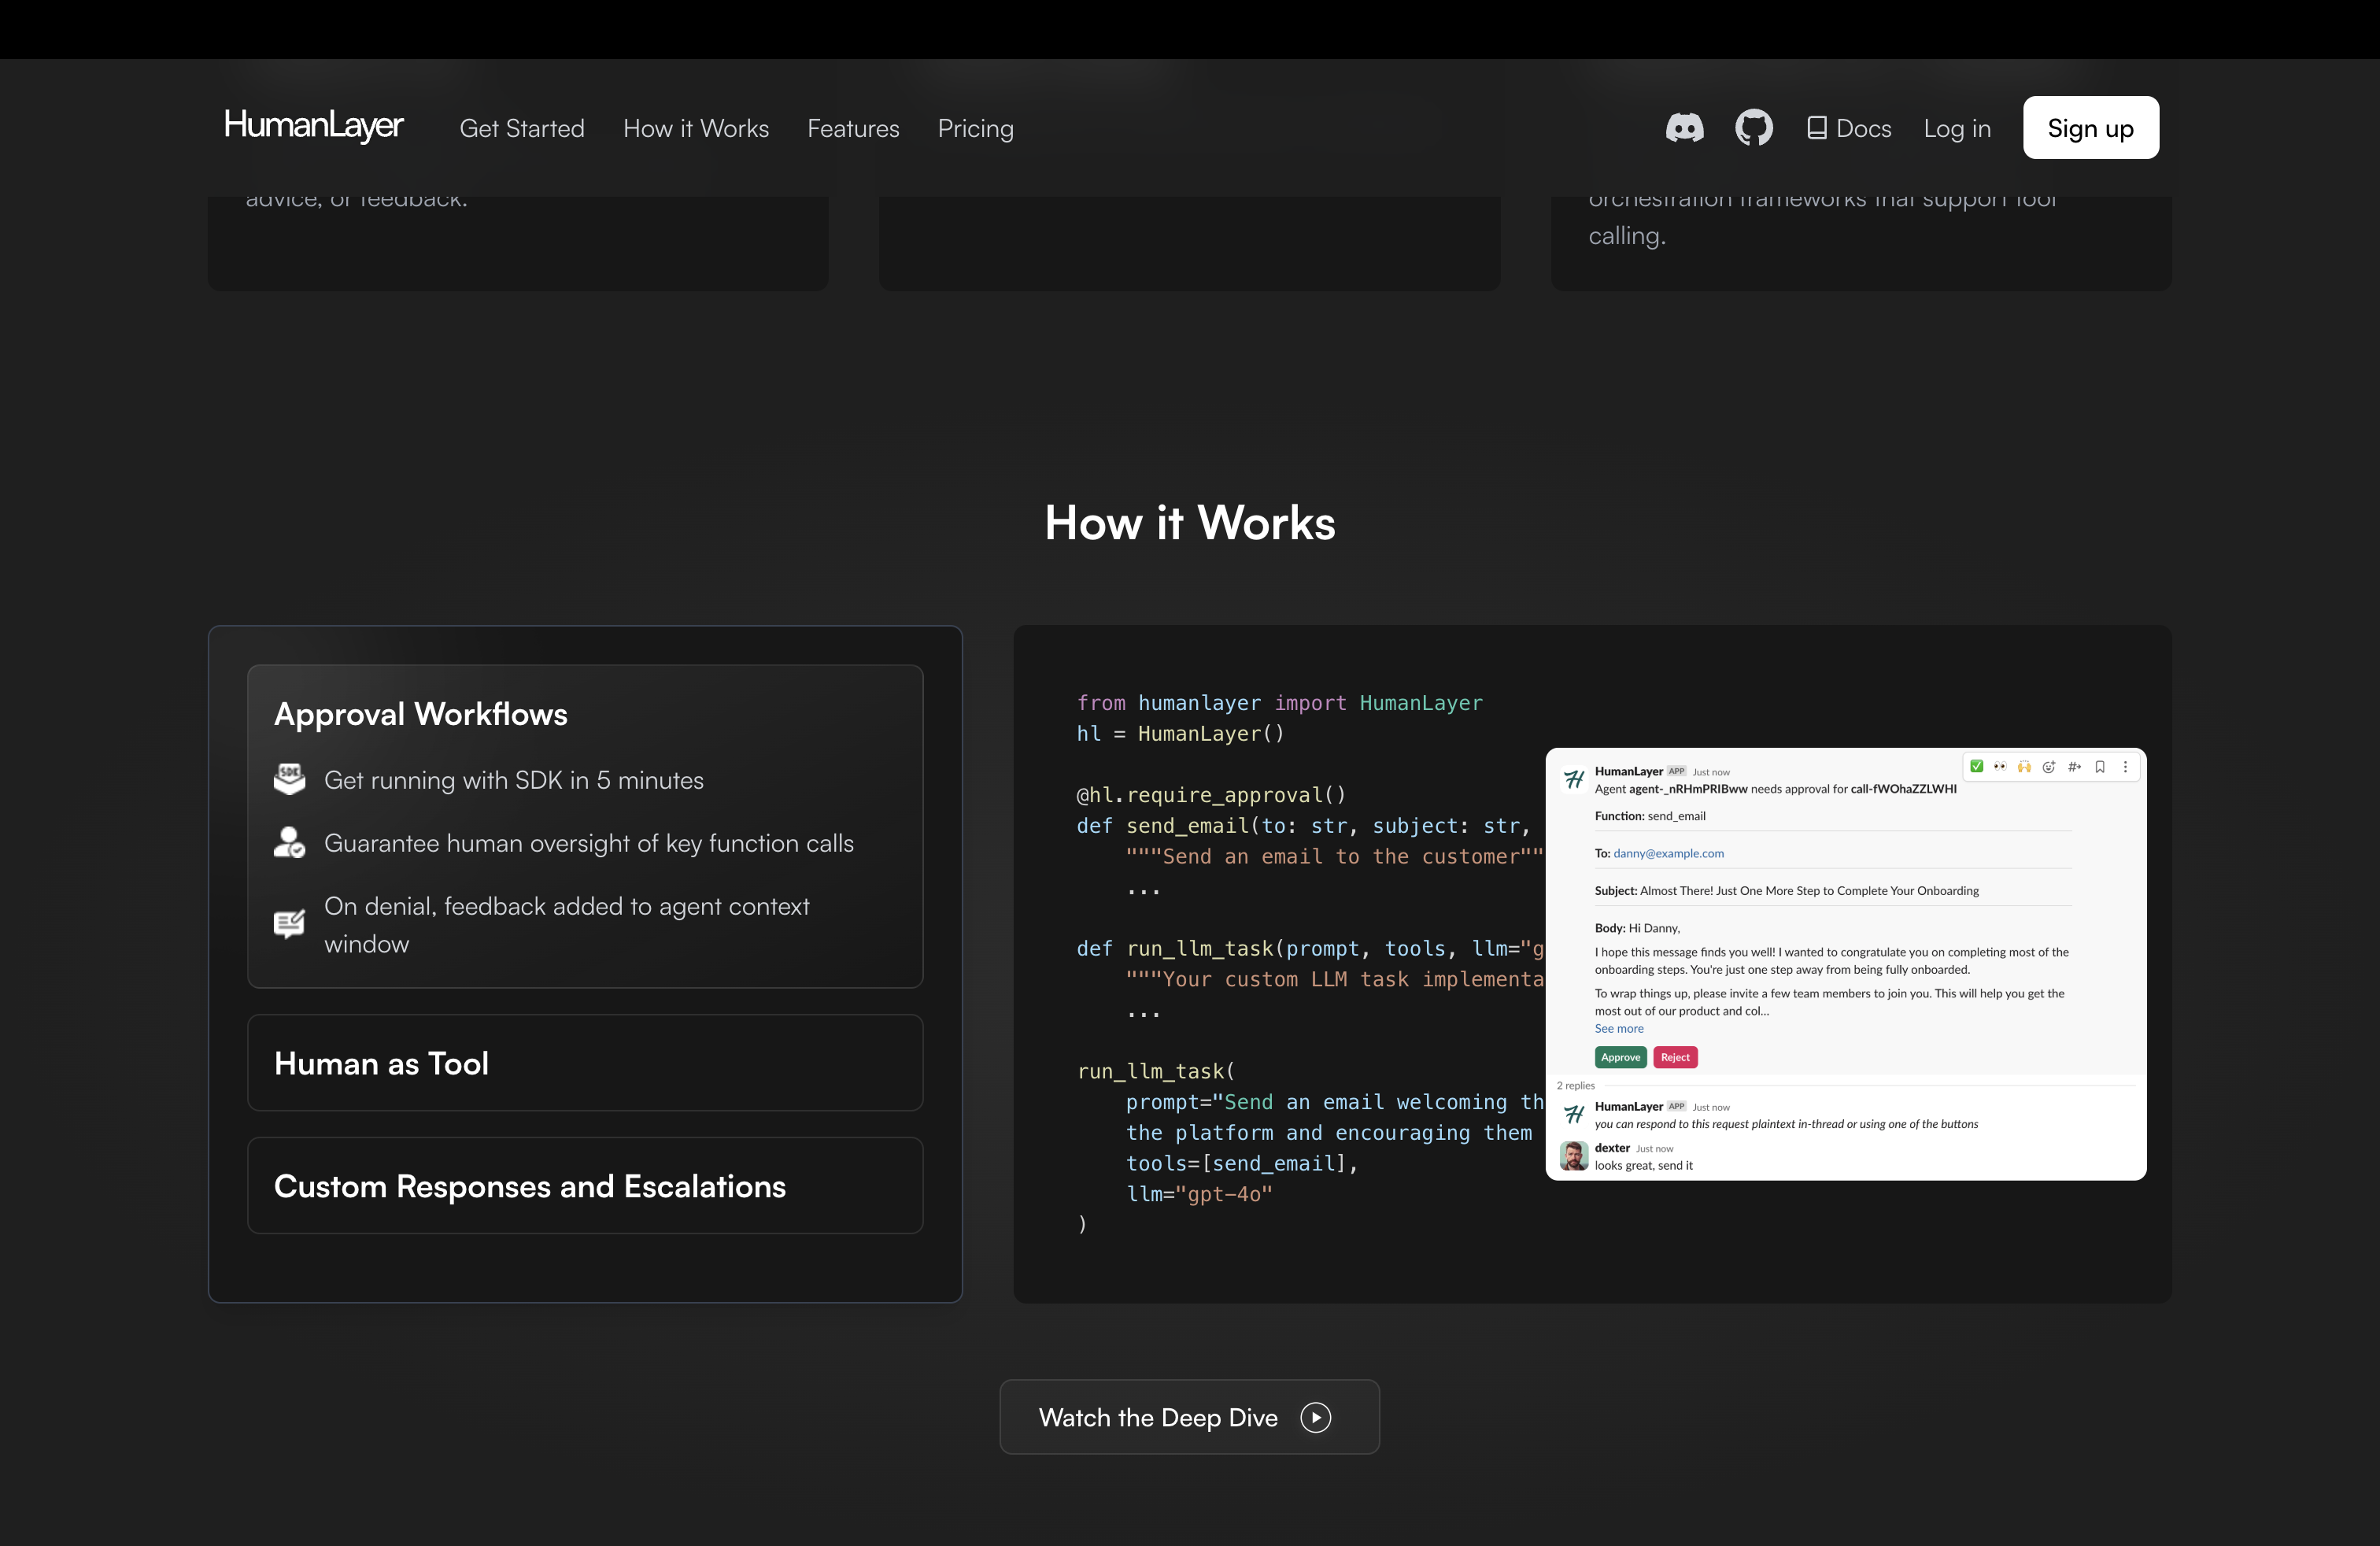 HumanLayer
Get Started
How it Works
Features
Pricing
Docs
Log in
Sign up
advice, or feedback.
orchestration frameworks that support tool
calling.
How it Works
Approval Workflows
SDK
Get running with SDK in 5 minutes
Guarantee human oversight of key function calls
On denial, feedback added to agent context
window
Human as Tool
Custom Responses and Escalations
from humanlayer import HumanLayer
hl = HumanLayer()
@hl.require_approval()
def send_email(to: str, subject: str,
"""Send an email to the customer""
...
def run_llm_task(prompt, tools, llm="g
"""Your custom LLM task implementa
...
run_llm_task(
prompt="Send an email welcoming th
the platform and encouraging them
tools=[send_email],
llm="gpt-4o"
)
HumanLayer APP Just now
Agent agent-_nRHmPRIBww needs approval for call-fWOhaZZLWHI
Function: send_email
To: danny@example.com
Subject: Almost There! Just One More Step to Complete Your Onboarding
Body: Hi Danny,
I hope this message finds you well! I wanted to congratulate you on completing most of the
onboarding steps. You're just one step away from being fully onboarded.
To wrap things up, please invite a few team members to join you. This will help you get the
most out of our product and col...
See more
Approve
Reject
2 replies
HumanLayer APP Just now
you can respond to this request plaintext in-thread or using one of the buttons
dexter Just now
looks great, send it
Watch the Deep Dive